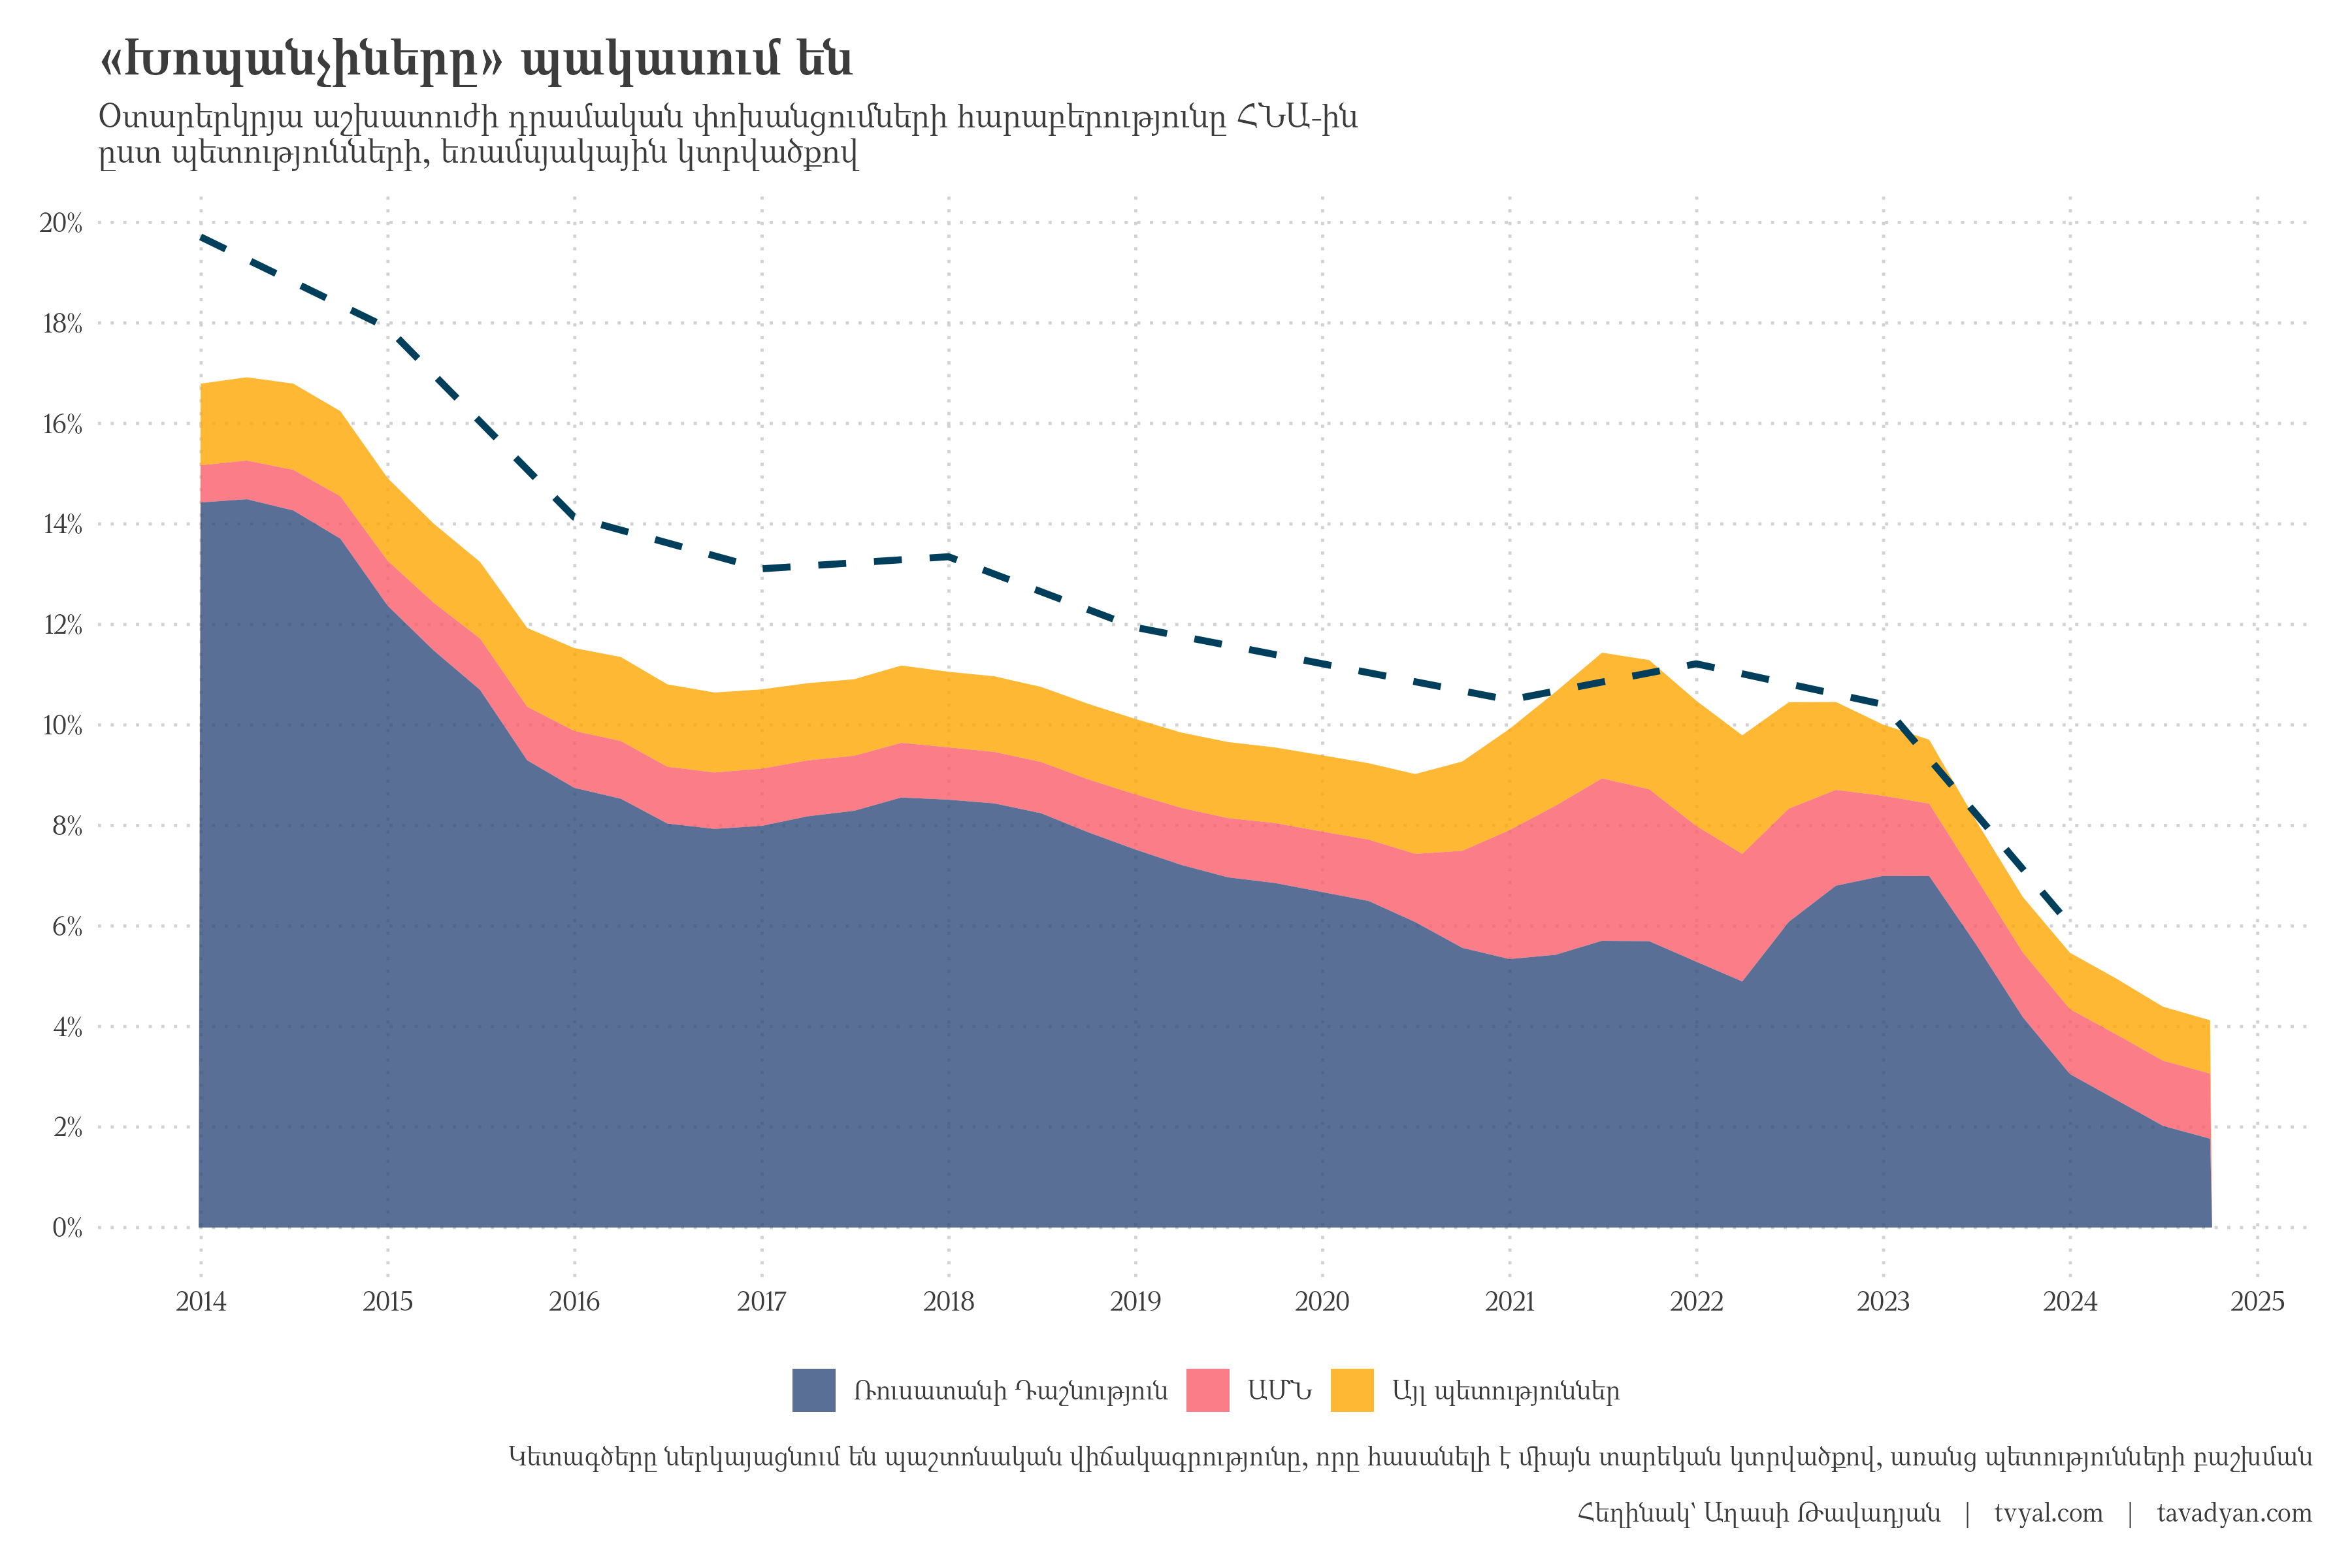 «Խոպանչիները» պակասում են
Օտարերկրյա աշխատուժի դրամական փոխանցումների հարաբերությունը ՀՆԱ-ին
ըստ պետությունների, եռամսյակային կտրվածքով
20%
18%
16%
14%
12%
10%
8%
6%
4%
2%
0%
2014 2015 2016 2017 2018 2019 2020 2021 2022 2023 2024 2025
Ռուսատանի Դաշնություն ԱՄՆ Այլ պետություններ
Կետագծերը ներկայացնում են պաշտոնական վիճակագրությունը, որը հասանելի է միայն տարեկան կտրվածքով, առանց պետությունների բաշխման
Հեղինակ՝ Աղասի Թավադյան | tvyal.com | tavadyan.com